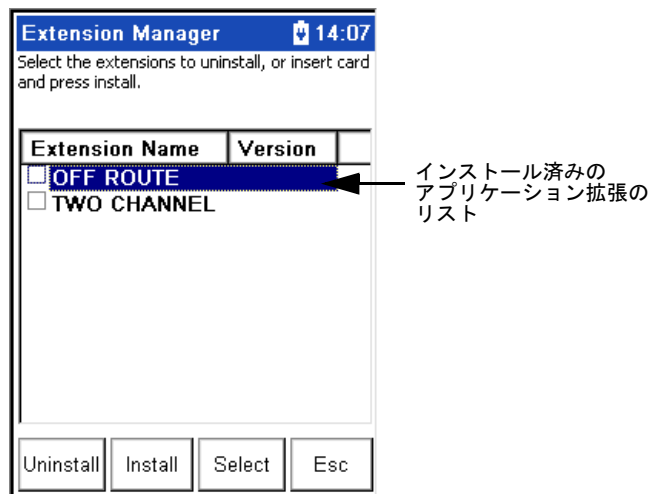 Extension Manager 14:07
Select the extensions to uninstall, or insert card
and press install.
Extension Name Version
OFF ROUTE
TWO CHANNEL
インストール済みの
アプリケーション拡張の
リスト
Uninstall Install Select Esc